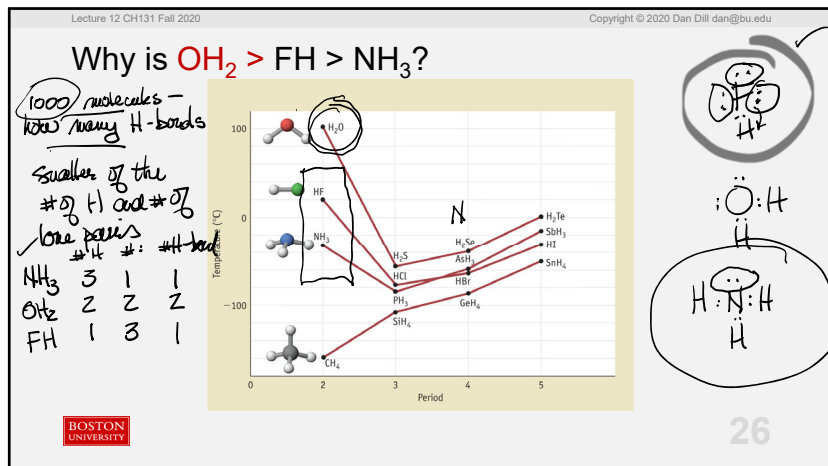 Lecture 12 CH131 Fall 2020
Copyright © 2020 Dan Dill dan@bu.edu
Why is OH₂ > FH > NH₃?
1000 molecules –
how many H-bonds
smaller of the
# of H and # of
lone pairs
#H #: #H-bond
NH₃ 3 1 1
OH₂ 2 2 2
FH 1 3 1
Temperature (°C)
100
0
−100
0
2
3
4
5
Period
H₂O
HF
NH₃
CH₄
H₂S
HCl
PH₃
SiH₄
N
H₂Se
AsH₃
HBr
GeH₄
H₂Te
SbH₃
HI
SnH₄
F
H
O:H
H
H:N:H
H
BOSTON
UNIVERSITY
26